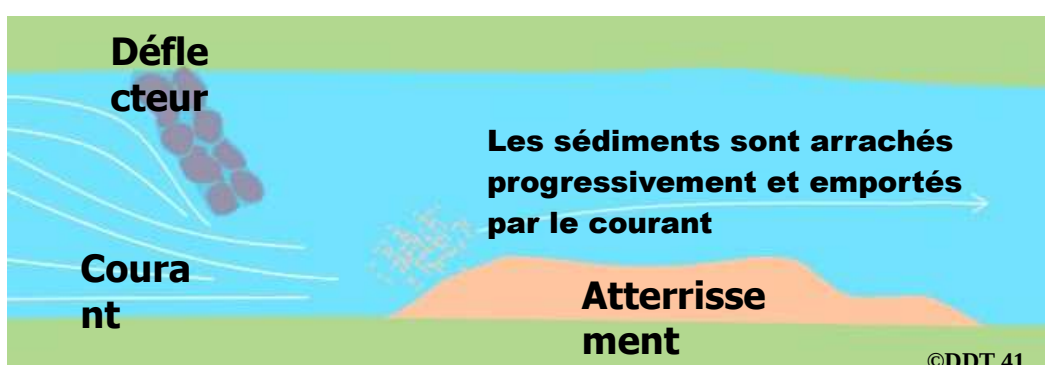 Défle
cteur
Les sédiments sont arrachés
progressivement et emportés
par le courant
Coura
nt
Atterrisse
ment
©DDT 41